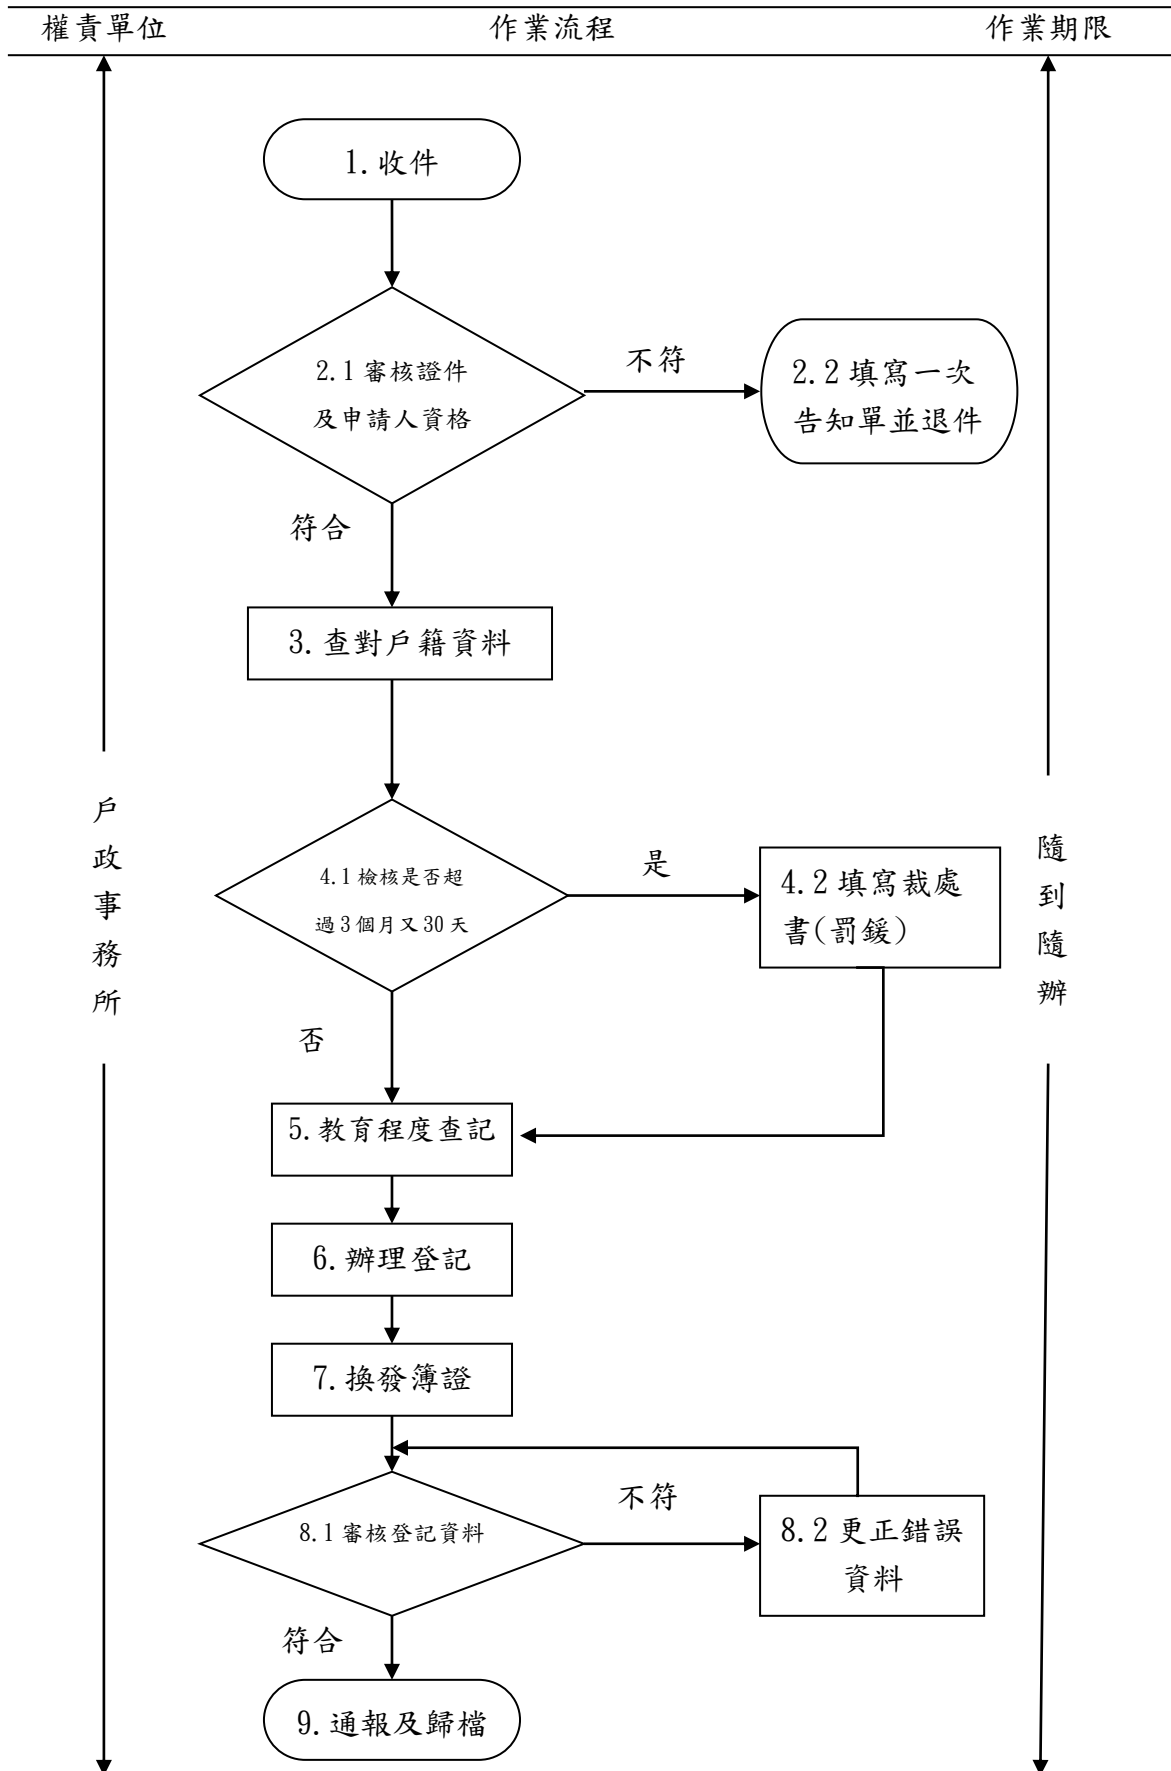 權責單位 作業流程 作業期限
1.收件
2.1 審核證件
及申請人資格
不符
2.2 填寫一次
告知單並退件
符合
3.查對戶籍資料
戶
政
事
務
所
4.1 檢核是否超
過 3 個月又 30 天
是
4.2 填寫裁處
書(罰鍰)
隨
到
隨
辦
否
5.教育程度查記
6.辦理登記
7.換發簿證
8.1 審核登記資料
不符
8.2 更正錯誤
資料
符合
9.通報及歸檔